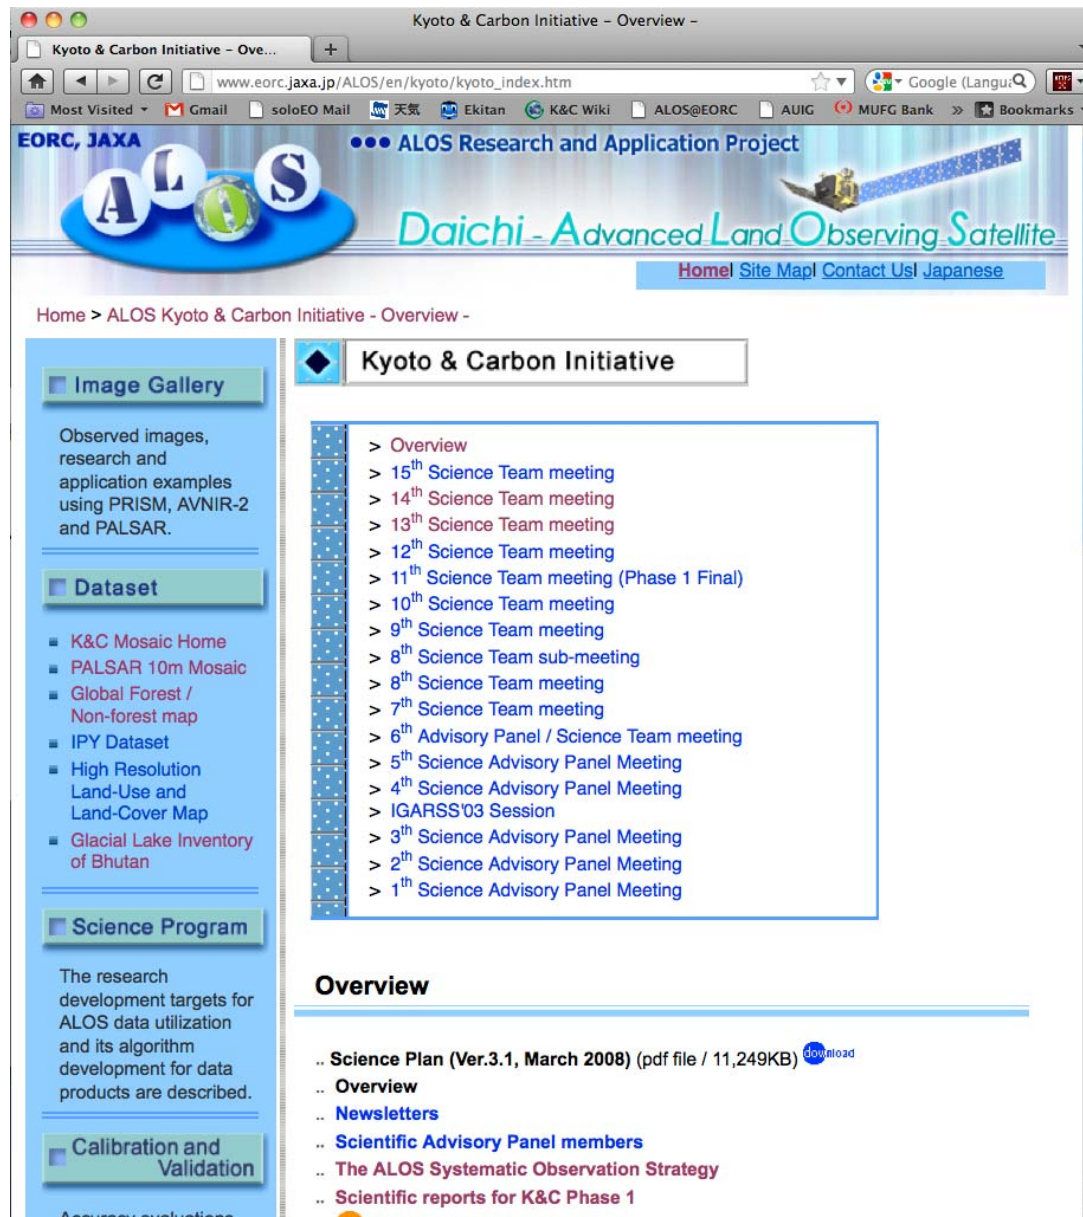 Kyoto & Carbon Initiative – Overview –
Kyoto & Carbon Initiative – Ove...
www.eorc.jaxa.jp/ALOS/en/kyoto/kyoto_index.htm
Google (Langua
Most Visited
Gmail
soloEO Mail
天気
Ekitan
K&C Wiki
ALOS@EORC
AUIG
MUFG Bank
»
Bookmarks
EORC, JAXA
ALOS
ALOS Research and Application Project
Daichi - Advanced Land Observing Satellite
Home| Site Map| Contact Us| Japanese
Home > ALOS Kyoto & Carbon Initiative - Overview -
Image Gallery
Observed images,
research and
application examples
using PRISM, AVNIR-2
and PALSAR.
Dataset
K&C Mosaic Home
PALSAR 10m Mosaic
Global Forest /
Non-forest map
IPY Dataset
High Resolution
Land-Use and
Land-Cover Map
Glacial Lake Inventory
of Bhutan
Science Program
The research
development targets for
ALOS data utilization
and its algorithm
development for data
products are described.
Calibration and
Validation
Accuracy evaluations
Kyoto & Carbon Initiative
> Overview
> 15th Science Team meeting
> 14th Science Team meeting
> 13th Science Team meeting
> 12th Science Team meeting
> 11th Science Team meeting (Phase 1 Final)
> 10th Science Team meeting
> 9th Science Team meeting
> 8th Science Team sub-meeting
> 8th Science Team meeting
> 7th Science Team meeting
> 6th Advisory Panel / Science Team meeting
> 5th Science Advisory Panel Meeting
> 4th Science Advisory Panel Meeting
> IGARSS'03 Session
> 3th Science Advisory Panel Meeting
> 2th Science Advisory Panel Meeting
> 1th Science Advisory Panel Meeting
Overview
.. Science Plan (Ver.3.1, March 2008) (pdf file / 11,249KB) download
.. Overview
.. Newsletters
.. Scientific Advisory Panel members
.. The ALOS Systematic Observation Strategy
.. Scientific reports for K&C Phase 1